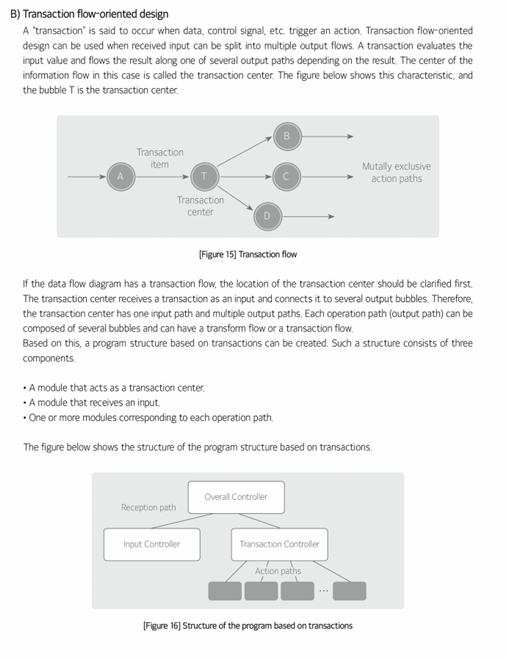 B) Transaction flow-oriented design
A "transaction" is said to occur when data, control signal, etc. trigger an action. Transaction flow-oriented
design can be used when received input can be split into multiple output flows. A transaction evaluates the
input value and flows the result along one of several output paths depending on the result. The center of the
information flow in this case is called the transaction center. The figure below shows this characteristic, and
the bubble T is the transaction center.
Transaction
item
A
T
B
C
D
Transaction
center
Mutally exclusive
action paths
[Figure 15] Transaction flow
If the data flow diagram has a transaction flow, the location of the transaction center should be clarified first.
The transaction center receives a transaction as an input and connects it to several output bubbles. Therefore,
the transaction center has one input path and multiple output paths. Each operation path (output path) can be
composed of several bubbles and can have a transform flow or a transaction flow.
Based on this, a program structure based on transactions can be created. Such a structure consists of three
components.
• A module that acts as a transaction center.
• A module that receives an input.
• One or more modules corresponding to each operation path.
The figure below shows the structure of the program structure based on transactions.
Overall Controller
Reception path
Input Controller
Transaction Controller
Action paths
...
[Figure 16] Structure of the program based on transactions